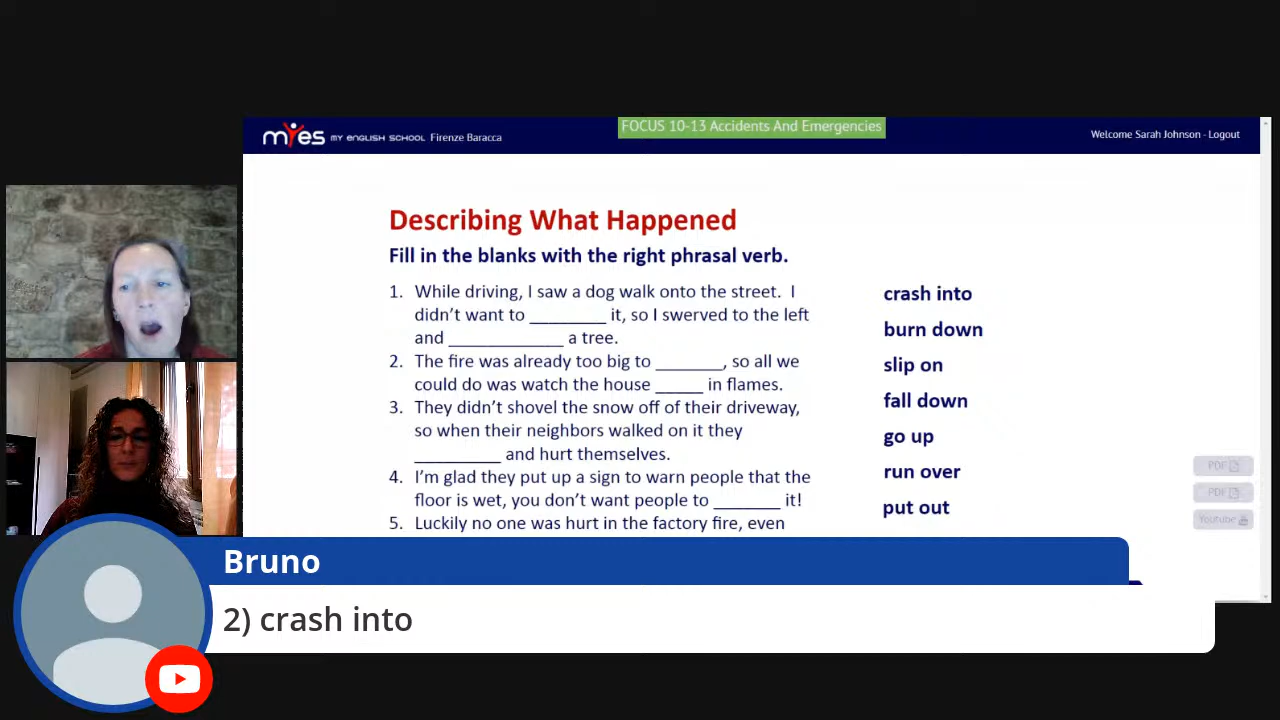 myes MY ENGLISH SCHOOL Firenze Baracca
FOCUS 10-13 Accidents And Emergencies
Welcome Sarah Johnson - Logout
Describing What Happened
Fill in the blanks with the right phrasal verb.
1. While driving, I saw a dog walk onto the street. I
didn't want to ________ it, so I swerved to the left
and ____________ a tree.
2. The fire was already too big to _______, so all we
could do was watch the house _____ in flames.
3. They didn't shovel the snow off of their driveway,
so when their neighbors walked on it they
_________ and hurt themselves.
4. I'm glad they put up a sign to warn people that the
floor is wet, you don't want people to _______ it!
5. Luckily no one was hurt in the factory fire, even
crash into
burn down
slip on
fall down
go up
run over
put out
PDF
PDF
Youtube
Bruno
2) crash into